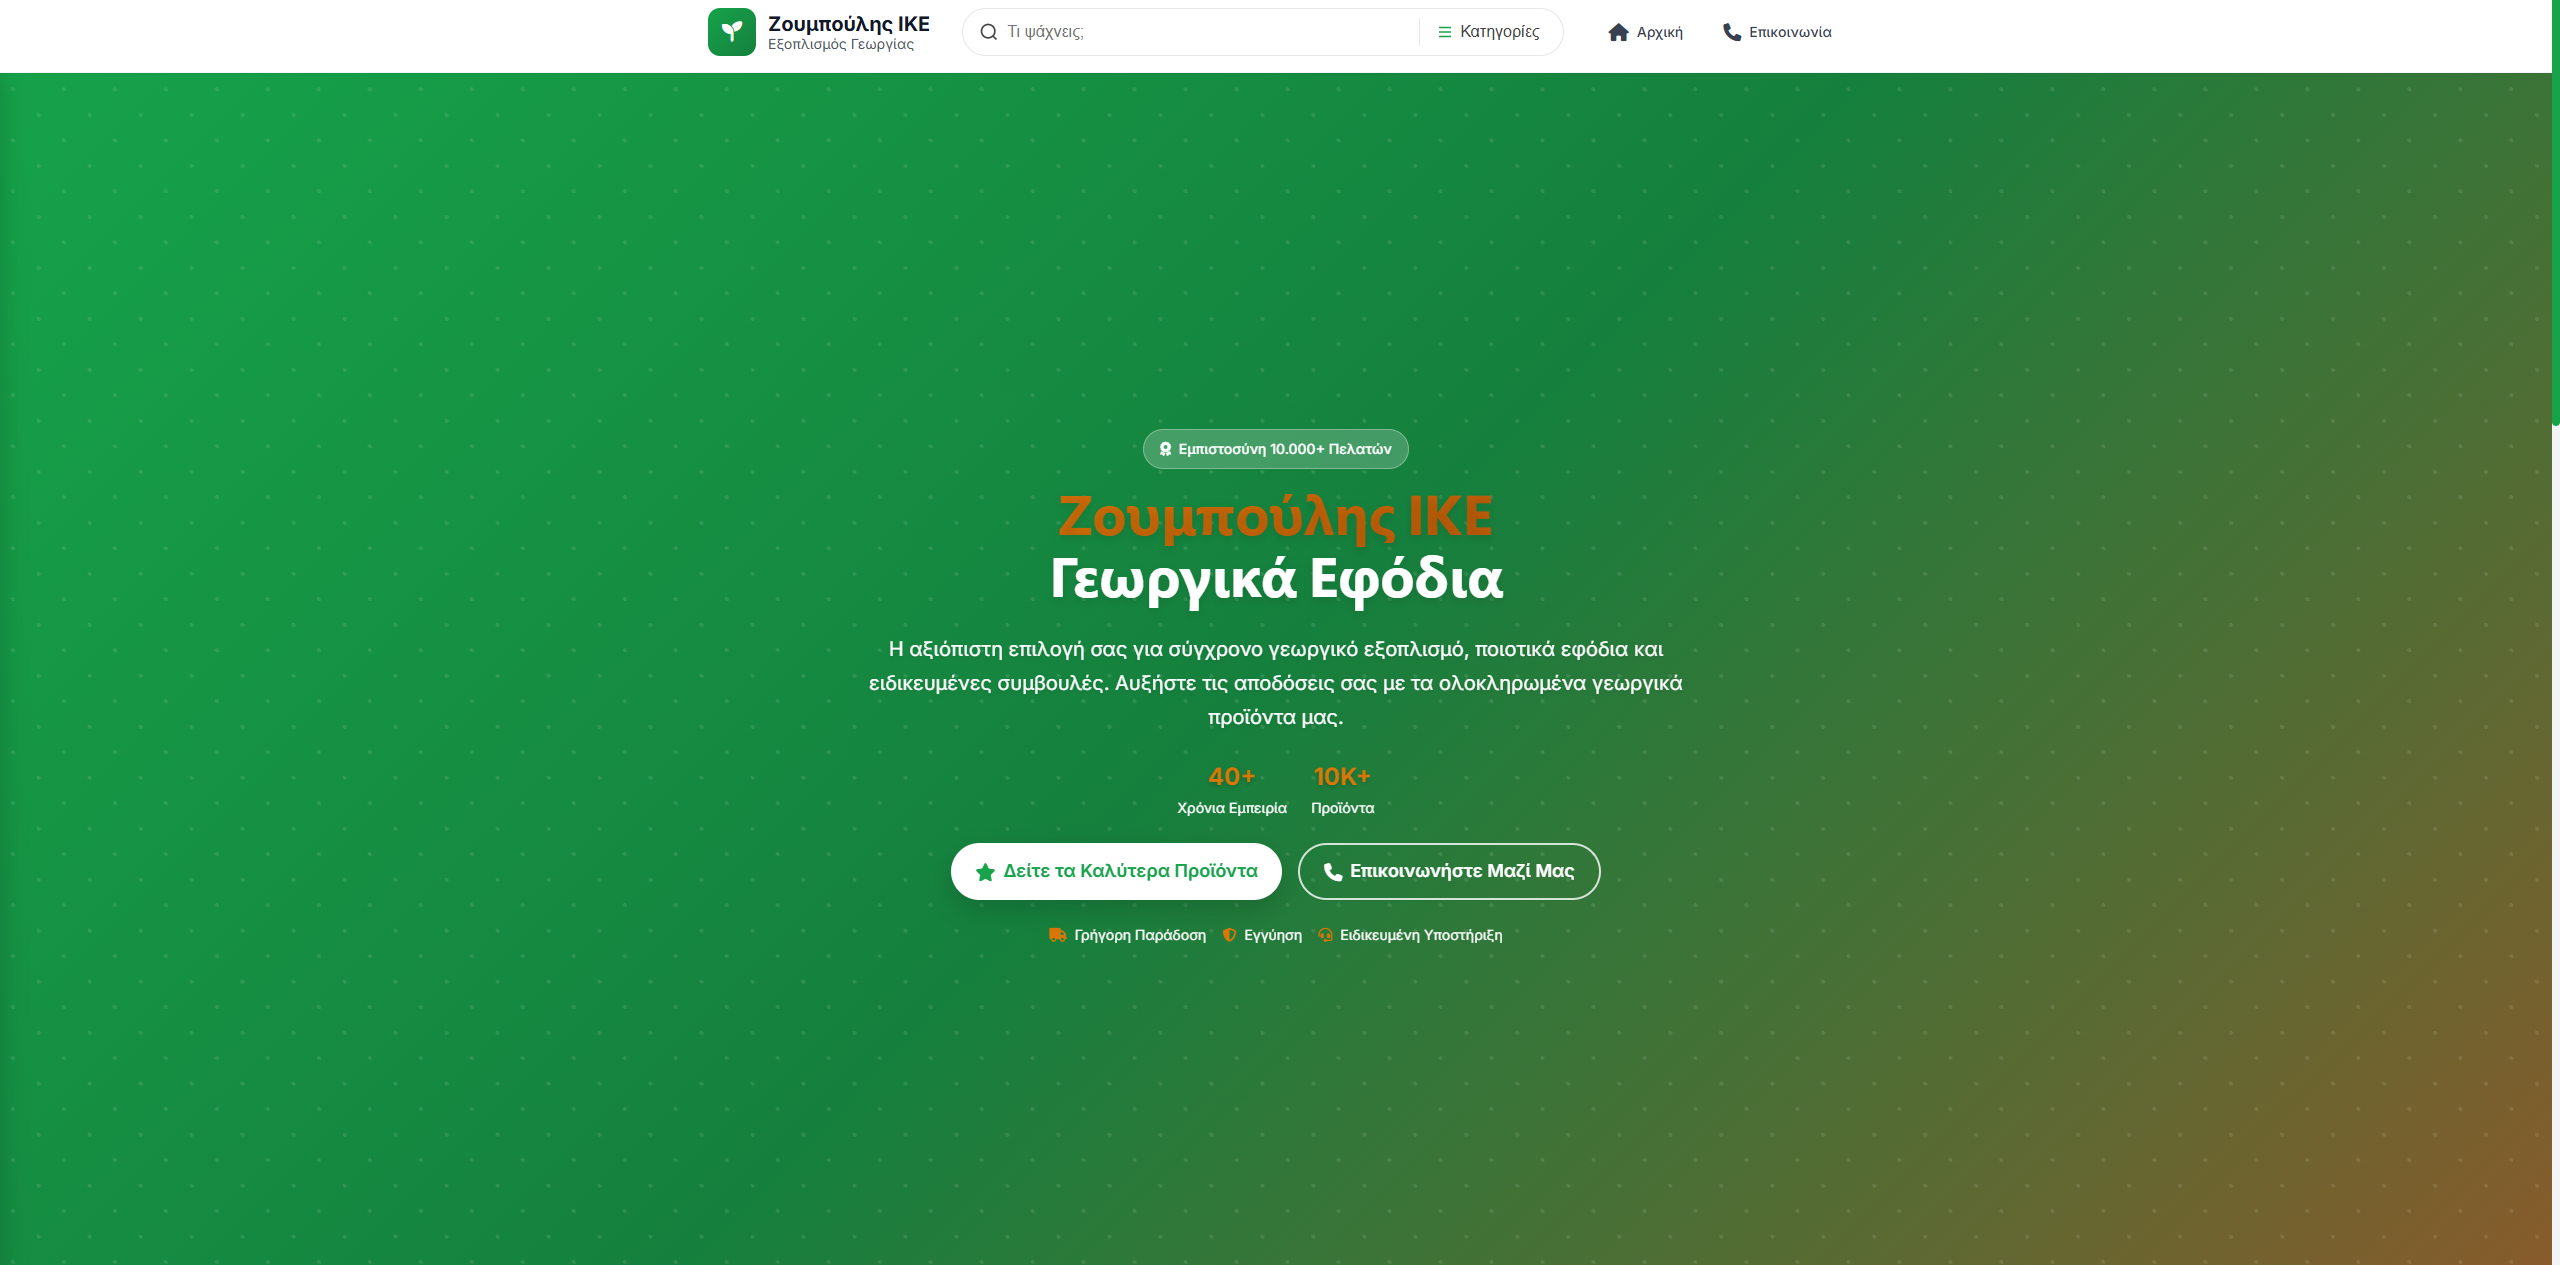 Ζουμπούλης ΙΚΕ
Εξοπλισμός Γεωργίας
Τι ψάχνεις;
Κατηγορίες
Αρχική
Επικοινωνία
Εμπιστοσύνη 10.000+ Πελατών
Ζουμπούλης ΙΚΕ
Γεωργικά Εφόδια
Η αξιόπιστη επιλογή σας για σύγχρονο γεωργικό εξοπλισμό, ποιοτικά εφόδια και
ειδικευμένες συμβουλές. Αυξήστε τις αποδόσεις σας με τα ολοκληρωμένα γεωργικά
προϊόντα μας.
40+
Χρόνια Εμπειρία
10K+
Προϊόντα
Δείτε τα Καλύτερα Προϊόντα
Επικοινωνήστε Μαζί Μας
Γρήγορη Παράδοση
Εγγύηση
Ειδικευμένη Υποστήριξη